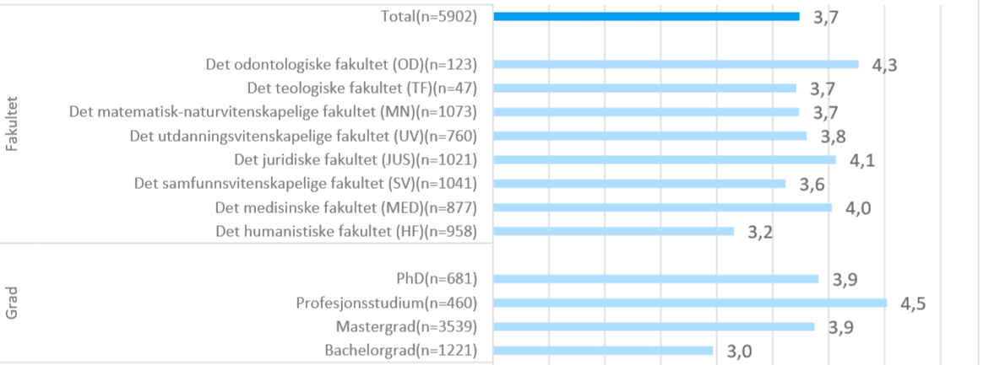 Total(n=5902) 3,7
Fakultet
Det odontologiske fakultet (OD)(n=123) 4,3
Det teologiske fakultet (TF)(n=47) 3,7
Det matematisk-naturvitenskapelige fakultet (MN)(n=1073) 3,7
Det utdanningsvitenskapelige fakultet (UV)(n=760) 3,8
Det juridiske fakultet (JUS)(n=1021) 4,1
Det samfunnsvitenskapelige fakultet (SV)(n=1041) 3,6
Det medisinske fakultet (MED)(n=877) 4,0
Det humanistiske fakultet (HF)(n=958) 3,2
Grad
PhD(n=681) 3,9
Profesjonsstudium(n=460) 4,5
Mastergrad(n=3539) 3,9
Bachelorgrad(n=1221) 3,0